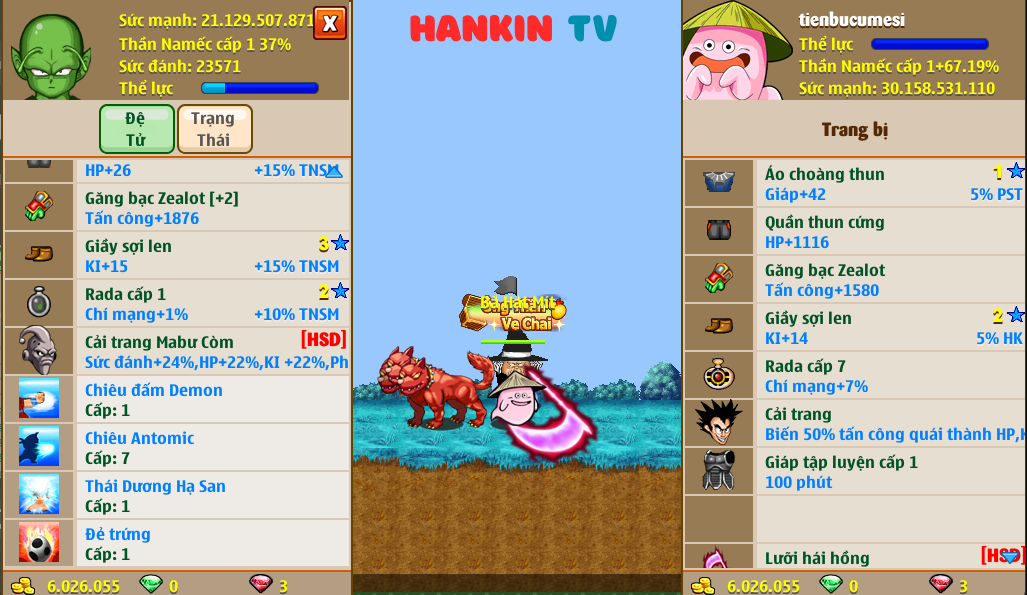 Sức mạnh: 21.129.507.871
X
Thần Namếc cấp 1 37%
Sức đánh: 23571
Thể lực
Đệ
Tử
Trạng
Thái
HP+26 +15% TNSM
Găng bạc Zealot [+2]
Tấn công+1876
Giầy sợi len 3
KI+15 +15% TNSM
Rada cấp 1 2
Chí mạng+1% +10% TNSM
Cải trang Mabư Còm [HSD]
Sức đánh+24%,HP+22%,KI +22%,Ph
Chiêu đấm Demon
Cấp: 1
Chiêu Antomic
Cấp: 7
Thái Dương Hạ San
Cấp: 1
Đẻ trứng
Cấp: 1
6.026.055 0 3
HANKIN TV
Bà Hạt Mít
Ve Chai
tienbucumesi
Thể lực
Thần Namếc cấp 1+67.19%
Sức mạnh: 30.158.531.110
Trang bị
Áo choàng thun 1
Giáp+42 5% PST
Quần thun cứng
HP+1116
Găng bạc Zealot
Tấn công+1580
Giầy sợi len 2
KI+14 5% HK
Rada cấp 7
Chí mạng+7%
Cải trang
Biến 50% tấn công quái thành HP,K
Giáp tập luyện cấp 1
100 phút
Lưỡi hái hồng [HSD]
6.026.055 0 3